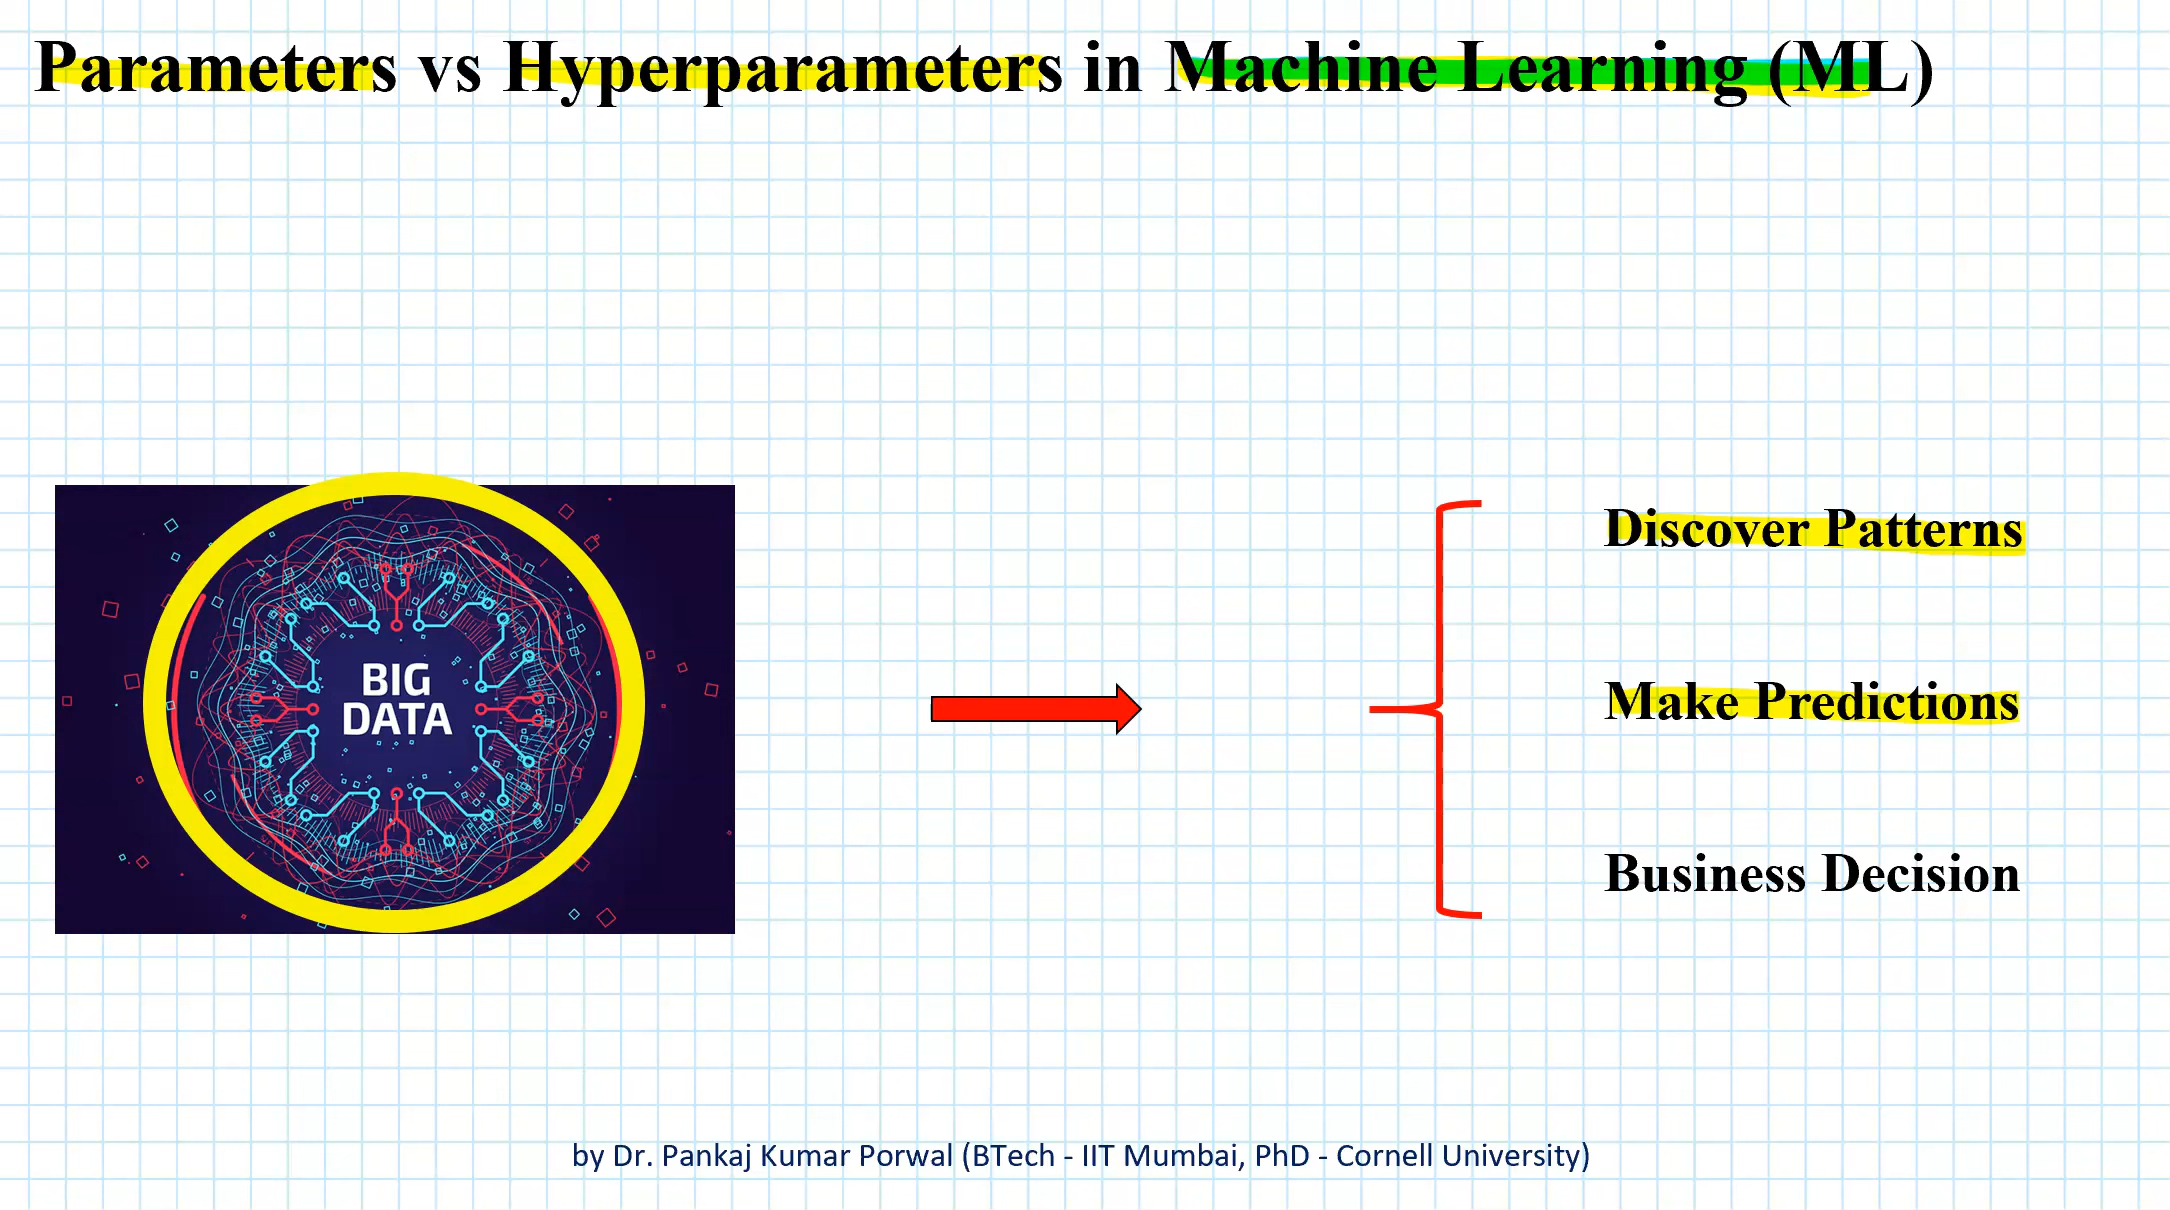 Parameters vs Hyperparameters in Machine Learning (ML)
BIG
DATA
Discover Patterns
Make Predictions
Business Decision
by Dr. Pankaj Kumar Porwal (BTech - IIT Mumbai, PhD - Cornell University)